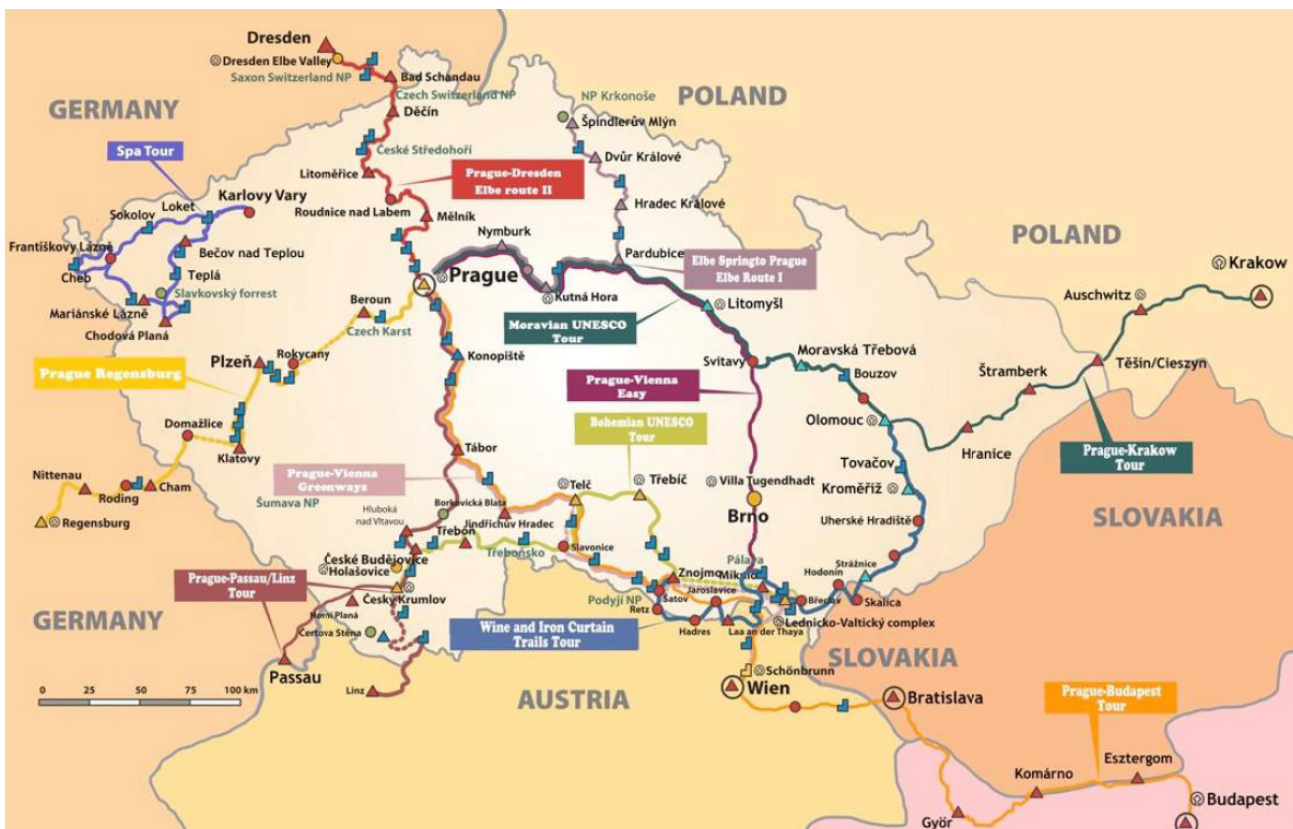 Dresden
Dresden Elbe Valley
Saxon Switzerland NP
Bad Schandau
Czech Switzerland NP
Děčín
GERMANY
POLAND
NP Krkonoše
Špindlerův Mlýn
Spa Tour
České Středohoří
Dvůr Králové
Litoměřice
Prague-Dresden
Elbe route II
Karlovy Vary
Loket
Sokolov
Roudnice nad Labem
Mělník
Hradec Králové
Františkovy Lázně
Bečov nad Teplou
Nymburk
Pardubice
Elbe Springto Prague
Elbe Route I
POLAND
Krakow
Cheb
Teplá
Prague
Slavkovský forrest
Beroun
Kutná Hora
Litomyšl
Auschwitz
Mariánské Lázně
Czech Karst
Moravian UNESCO
Tour
Chodová Planá
Plzeň
Rokycany
Konopiště
Svitavy
Moravská Třebová
Těšín/Cieszyn
Prague Regensburg
Prague-Vienna
Easy
Bouzov
Štramberk
Domažlice
Bohemian UNESCO
Tour
Olomouc
Klatovy
Tábor
Hranice
Prague-Krakow
Tour
Nittenau
Roding
Cham
Prague-Vienna
Greenways
Tovačov
Šumava NP
Telč
Třebíč
Villa Tugendhadt
Kroměříž
Regensburg
Hluboká
nad Vltavou
Borkovická Blata
Jindřichův Hradec
Brno
Uherské Hradiště
SLOVAKIA
Třeboň
České Budějovice
Třeboňsko
Slavonice
Pálava
Holašovice
Znojmo
Mikulo
Hodonín
Strážnice
Prague-Passau/Linz
Tour
Šatov
Jaroslavice
Podyjí NP
Český Krumlov
Retz
Břeclav
Skalica
GERMANY
Horní Planá
Certova Stěna
Wine and Iron Curtain
Trails Tour
Hadres
Laa an der Thaya
Lednicko-Valtický complex
SLOVAKIA
Passau
Schönbrunn
0 25 50 75 100 km
Linz
AUSTRIA
Wien
Bratislava
Prague-Budapest
Tour
Komárno
Esztergom
Budapest
Györ